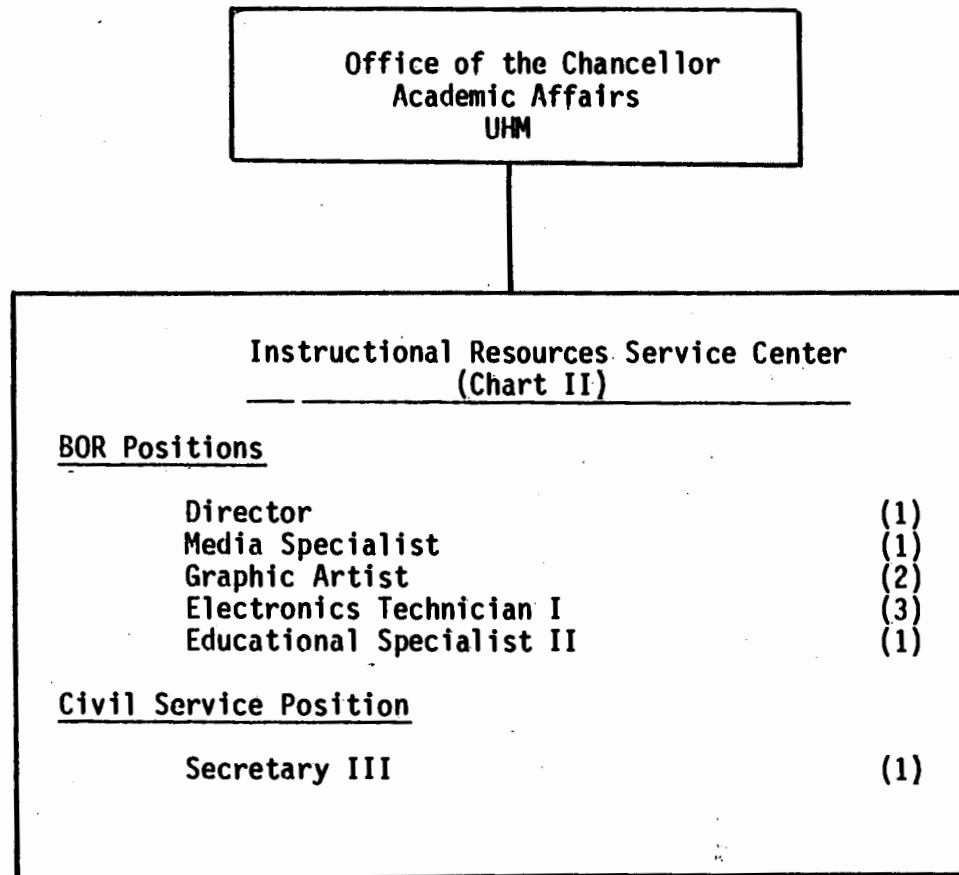 Office of the Chancellor
Academic Affairs
UHM
Instructional Resources Service Center
(Chart II)
BOR Positions
Director (1)
Media Specialist (1)
Graphic Artist (2)
Electronics Technician I (3)
Educational Specialist II (1)
Civil Service Position
Secretary III (1)